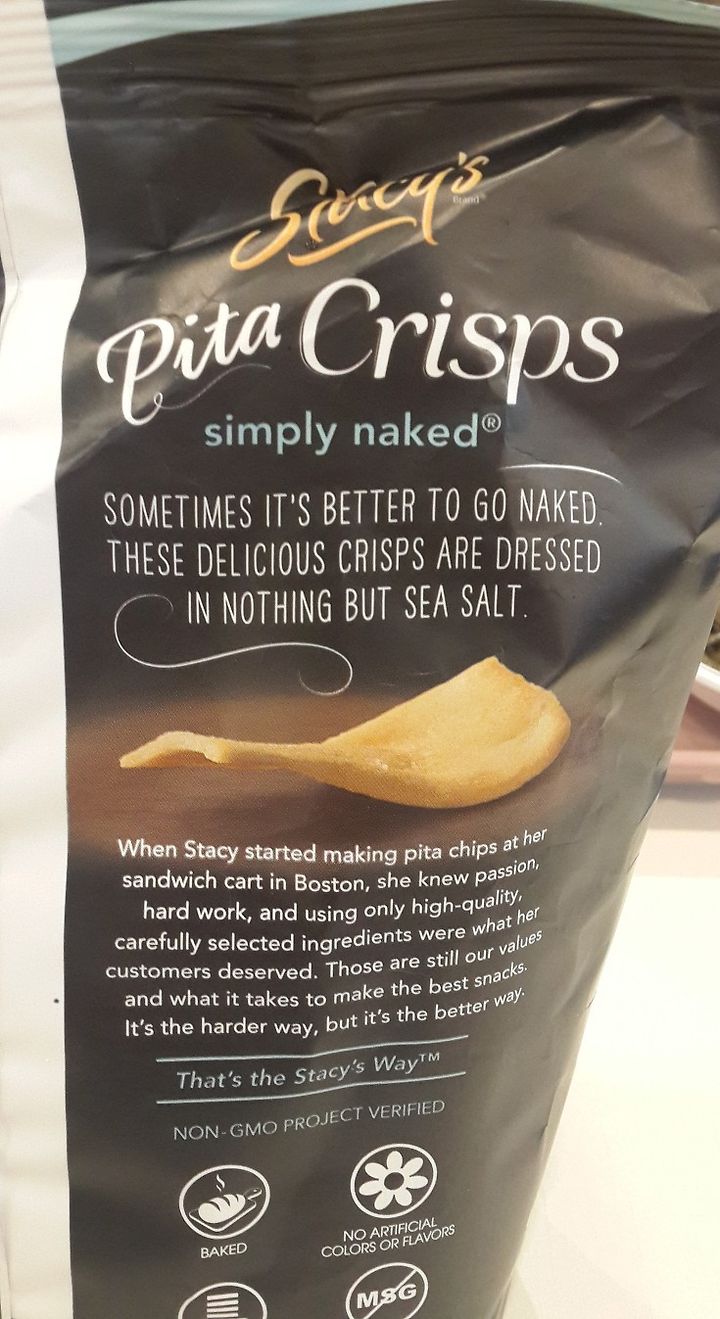 Stacy's
Brand
Pita Crisps
simply naked®
SOMETIMES IT'S BETTER TO GO NAKED.
THESE DELICIOUS CRISPS ARE DRESSED
IN NOTHING BUT SEA SALT.
When Stacy started making pita chips at her
sandwich cart in Boston, she knew passion,
hard work, and using only high-quality,
carefully selected ingredients were what her
customers deserved. Those are still our values
and what it takes to make the best snacks.
It's the harder way, but it's the better way.
That's the Stacy's Way™
NON-GMO PROJECT VERIFIED
BAKED
NO ARTIFICIAL
COLORS OR FLAVORS
MSG